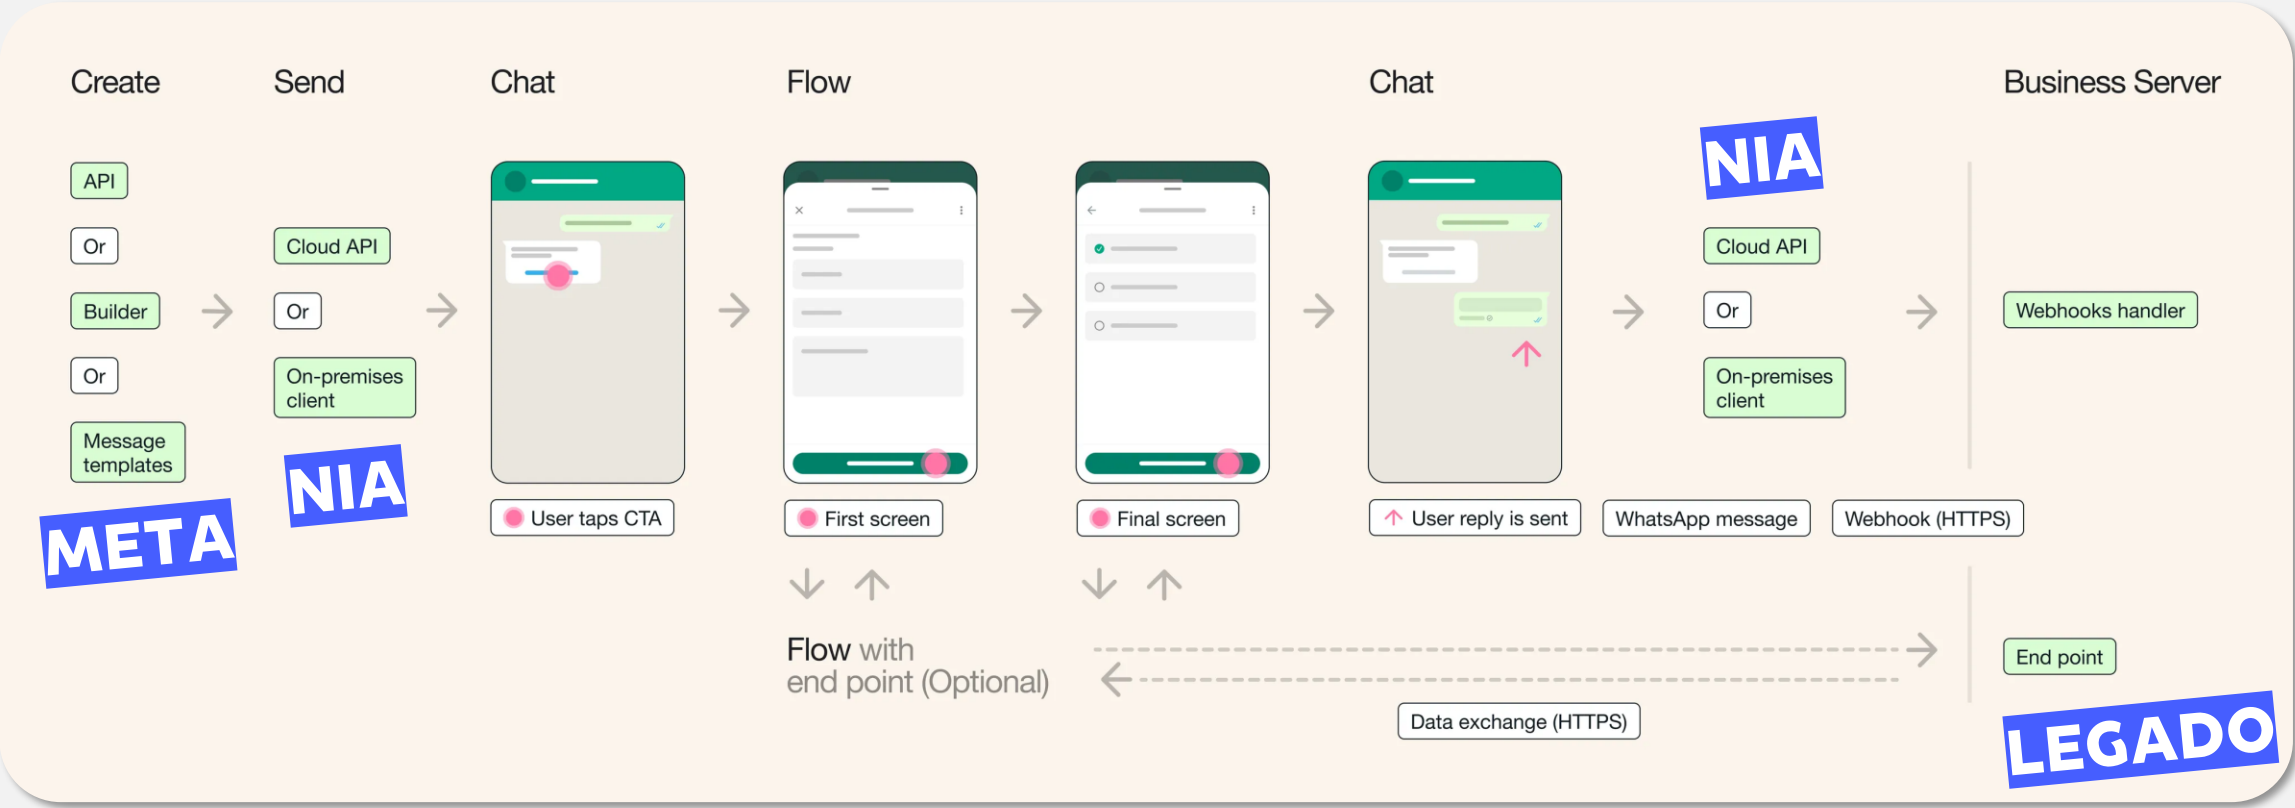 Create
Send
Chat
Flow
Chat
Business Server
API
Or
Builder
Or
Message
templates
META
Cloud API
Or
On-premises
client
NIA
User taps CTA
First screen
Final screen
User reply is sent
WhatsApp message
Webhook (HTTPS)
NIA
Cloud API
Or
On-premises
client
Webhooks handler
Flow with
end point (Optional)
Data exchange (HTTPS)
End point
LEGADO